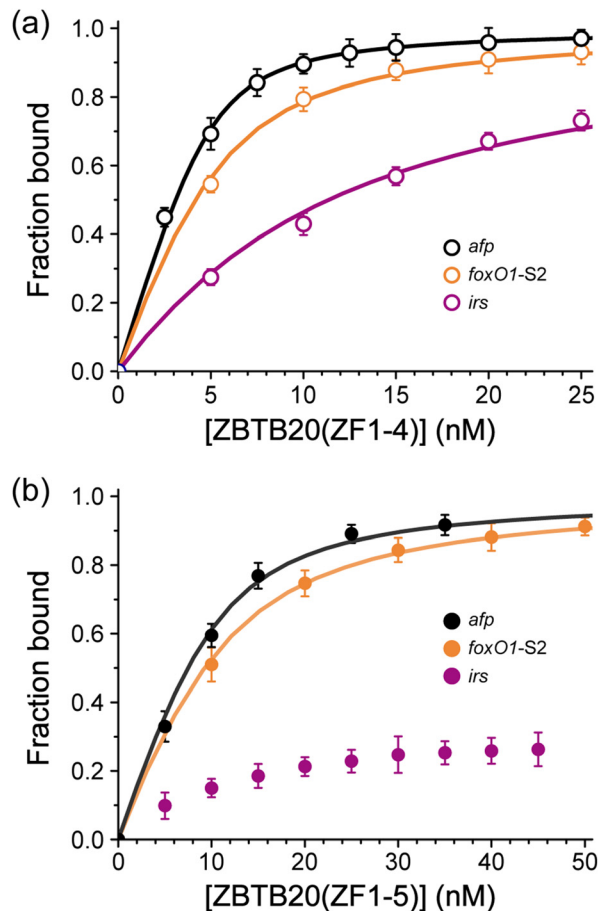 (a)
Fraction bound
1.0
0.8
0.6
0.4
0.2
0.0
afp
foxO1-S2
irs
0 5 10 15 20 25
[ZBTB20(ZF1-4)] (nM)
(b)
Fraction bound
1.0
0.8
0.6
0.4
0.2
0.0
afp
foxO1-S2
irs
0 10 20 30 40 50
[ZBTB20(ZF1-5)] (nM)